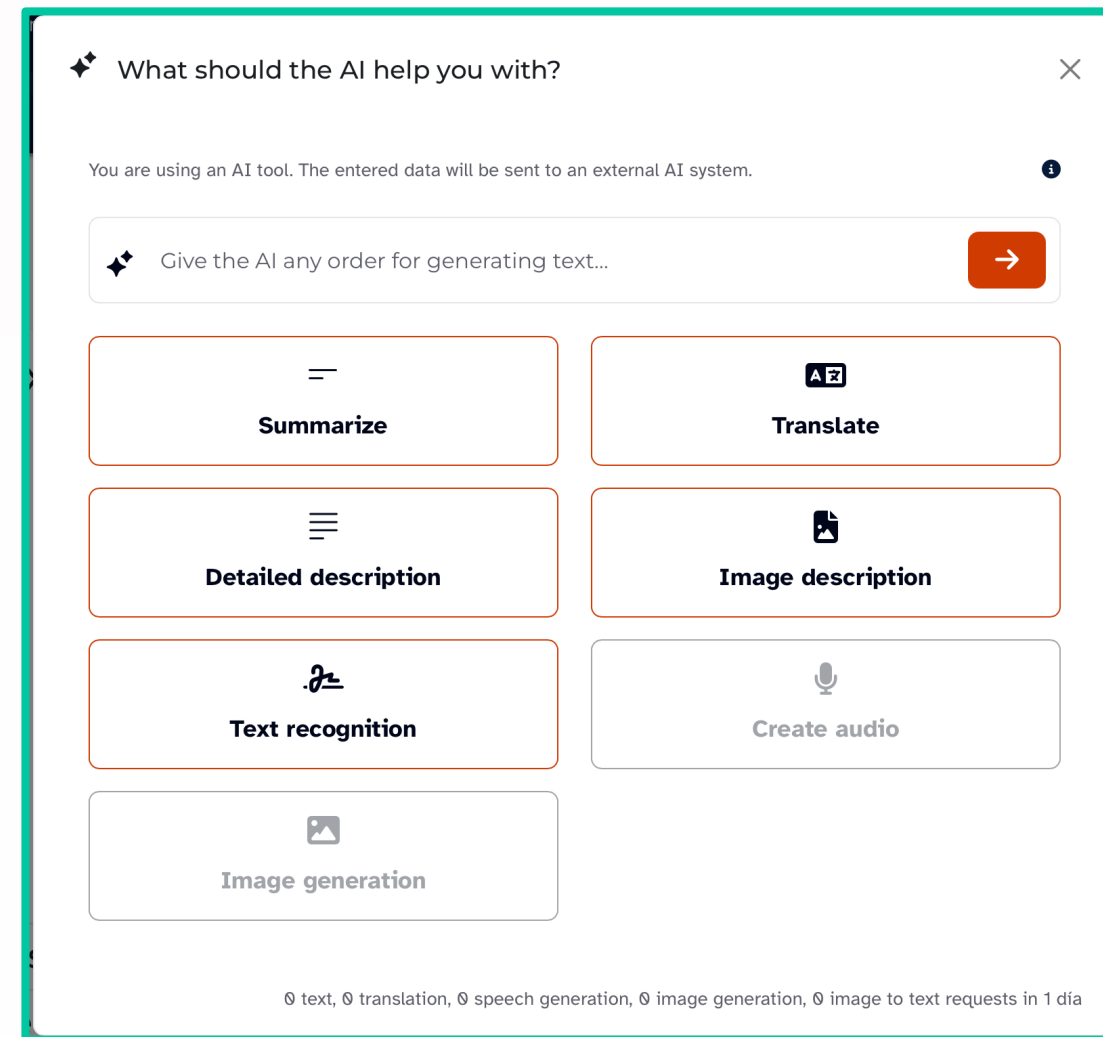 What should the AI help you with?
You are using an AI tool. The entered data will be sent to an external AI system.
Give the AI any order for generating text...
Summarize
Translate
Detailed description
Image description
Text recognition
Create audio
Image generation
0 text, 0 translation, 0 speech generation, 0 image generation, 0 image to text requests in 1 día